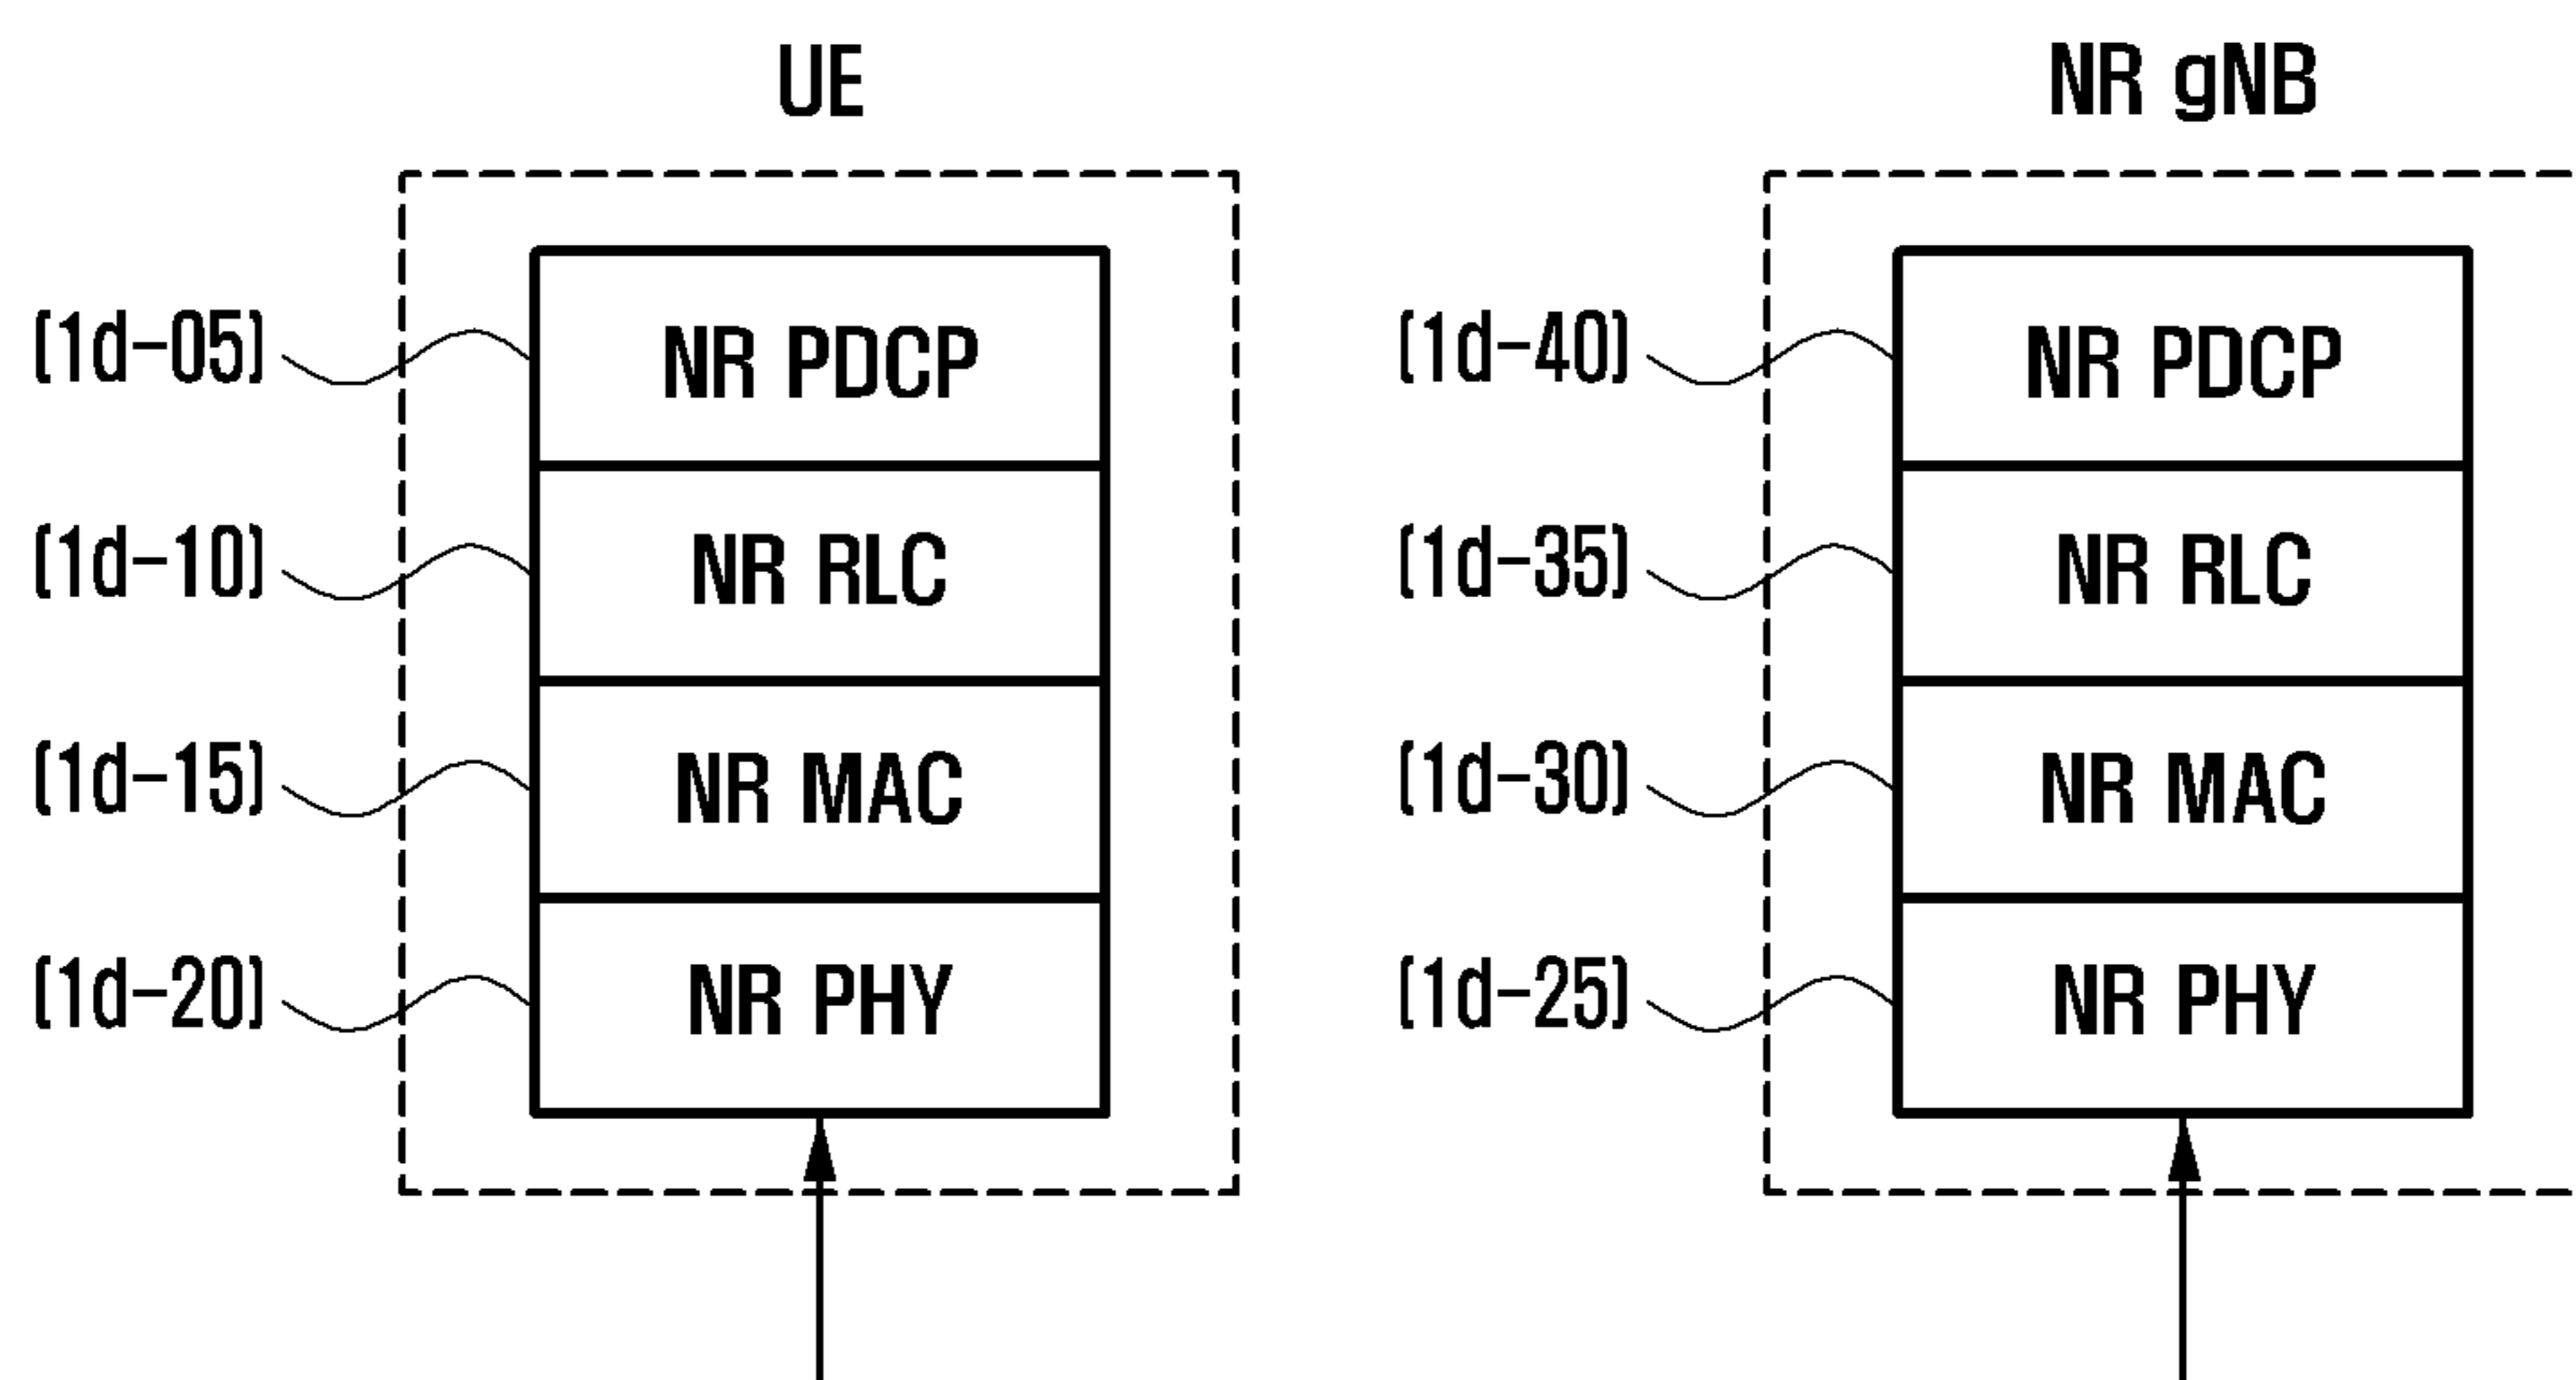 UE NR gNB
[1d-05] NR PDCP [1d-40] NR PDCP
[1d-10] NR RLC [1d-35] NR RLC
[1d-15] NR MAC [1d-30] NR MAC
[1d-20] NR PHY [1d-25] NR PHY